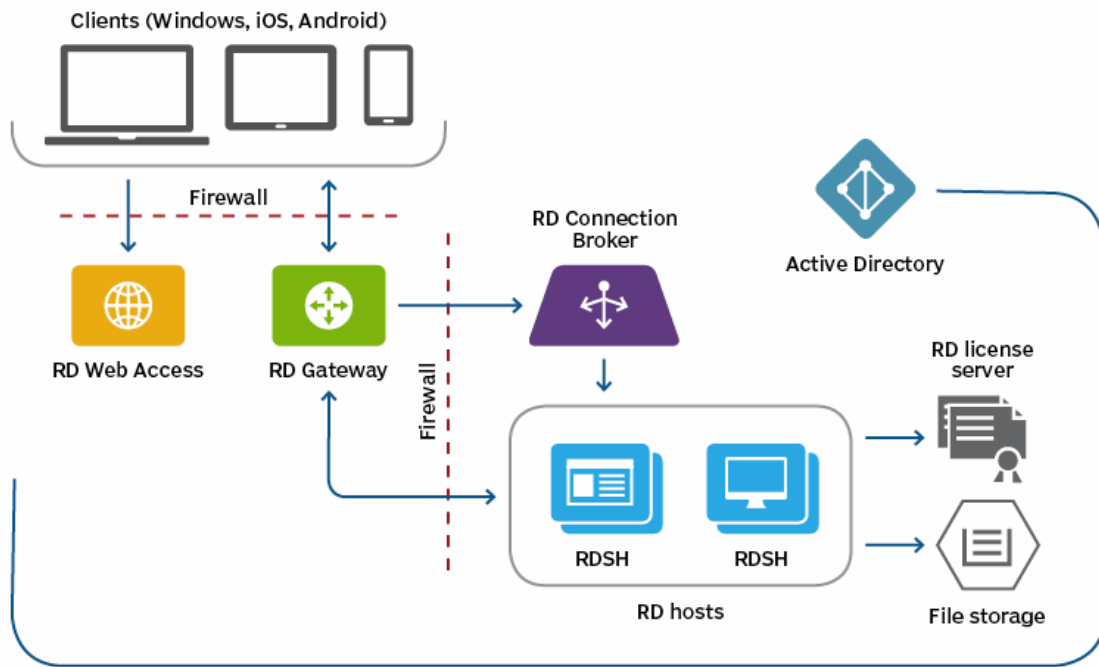 Clients (Windows, iOS, Android)
Firewall
RD Connection
Broker
Active Directory
RD Web Access
RD Gateway
Firewall
RD license
server
RDSH
RDSH
RD hosts
File storage